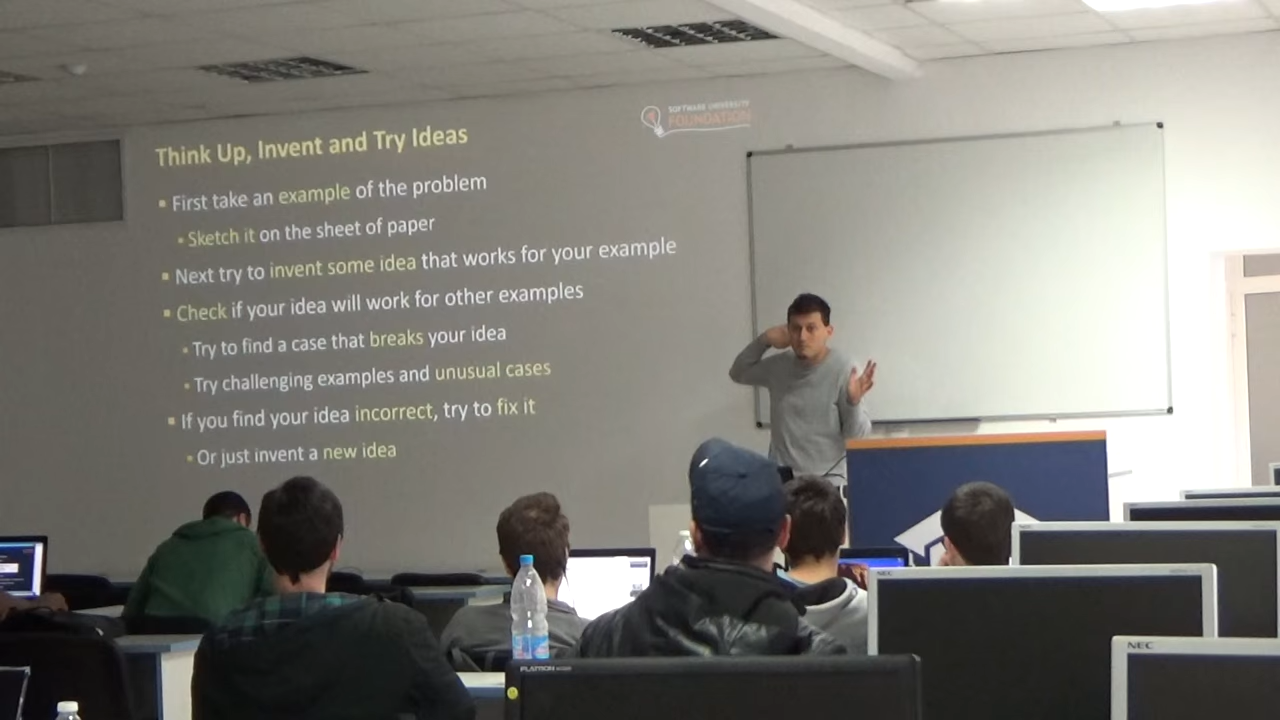 SOFTWARE UNIVERSITY
FOUNDATION
Think Up, Invent and Try Ideas
First take an example of the problem
Sketch it on the sheet of paper
Next try to invent some idea that works for your example
Check if your idea will work for other examples
Try to find a case that breaks your idea
Try challenging examples and unusual cases
If you find your idea incorrect, try to fix it
Or just invent a new idea
NEC
NEC
NEC
FLATRON